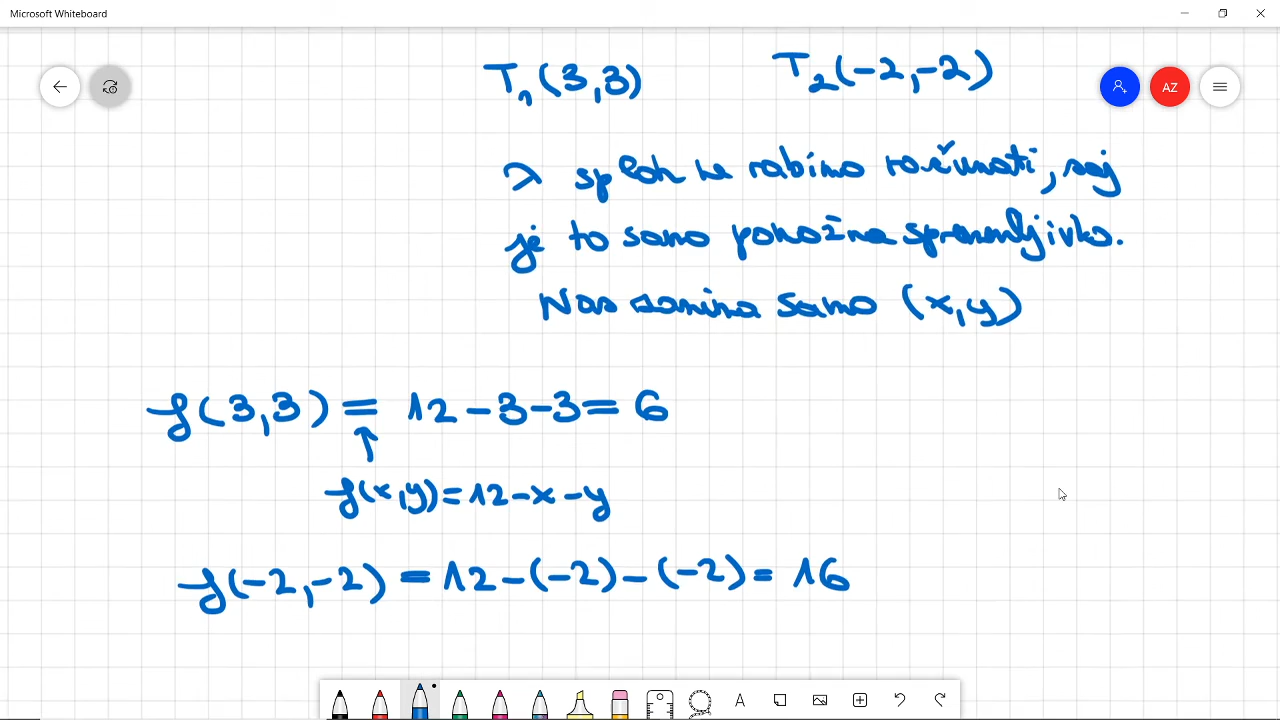 Microsoft Whiteboard
T₁(3,3) T₂(-2,-2)
AZ
λ sploh ne rabimo računati, saj
je to samo pomožna spremenljivka.
Nas zanima samo (x,y)
f(3,3) = 12 - 3 - 3 = 6
↑
f(x,y) = 12 - x - y
f(-2,-2) = 12 - (-2) - (-2) = 16
A